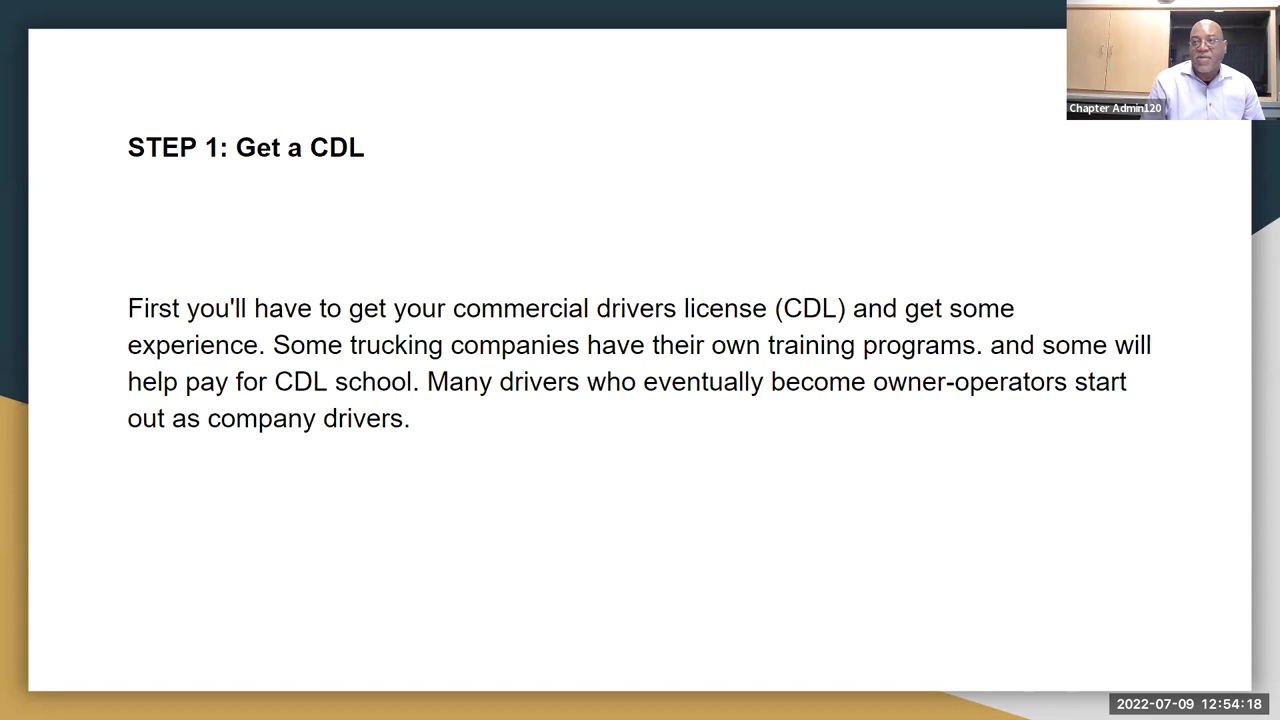 Chapter Admin120
STEP 1: Get a CDL
First you'll have to get your commercial drivers license (CDL) and get some
experience. Some trucking companies have their own training programs. and some will
help pay for CDL school. Many drivers who eventually become owner-operators start
out as company drivers.
2022-07-09 12:54:18